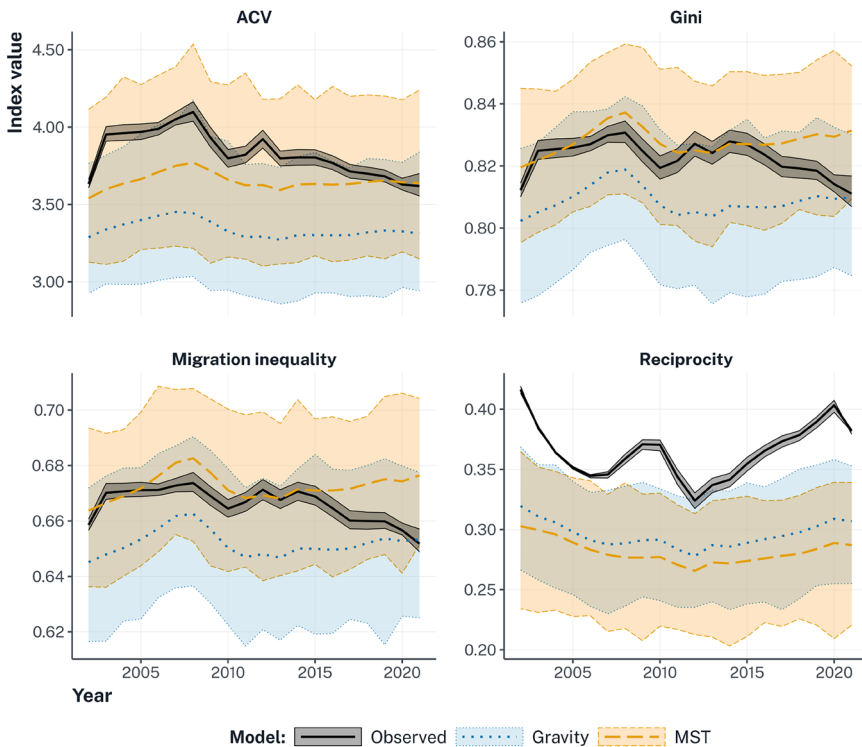 ACV
Gini
Index value
4.50
4.00
3.50
3.00
0.86
0.84
0.82
0.80
0.78
Migration inequality
Reciprocity
0.70
0.68
0.66
0.64
0.62
0.40
0.35
0.30
0.25
0.20
2005 2010 2015 2020
2005 2010 2015 2020
Year
Model: Observed Gravity MST